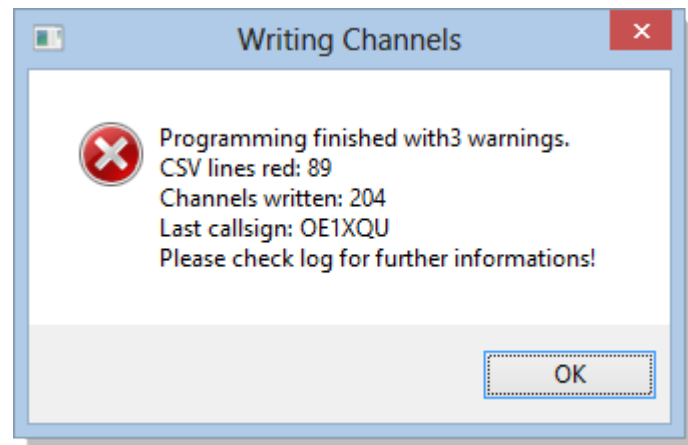 Writing Channels
Programming finished with3 warnings.
CSV lines red: 89
Channels written: 204
Last callsign: OE1XQU
Please check log for further informations!
OK